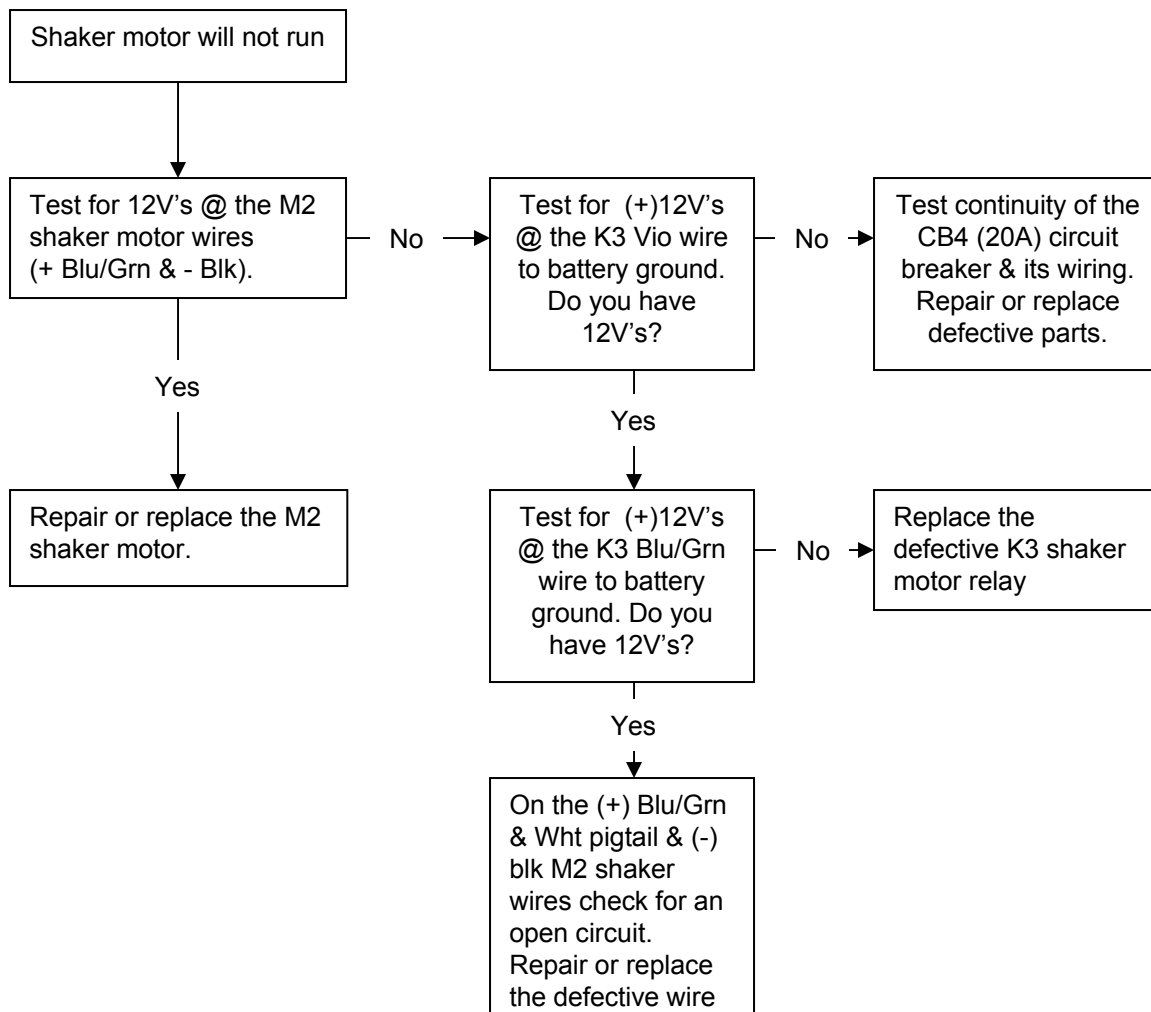 Shaker motor will not run
Test for 12V's @ the M2
shaker motor wires
(+ Blu/Grn & - Blk).
No
Test for (+)12V's
@ the K3 Vio wire
to battery ground.
Do you have
12V's?
No
Test continuity of the
CB4 (20A) circuit
breaker & its wiring.
Repair or replace
defective parts.
Yes
Yes
Repair or replace the M2
shaker motor.
Test for (+)12V's
@ the K3 Blu/Grn
wire to battery
ground. Do you
have 12V's?
No
Replace the
defective K3 shaker
motor relay
Yes
On the (+) Blu/Grn
& Wht pigtail & (-)
blk M2 shaker
wires check for an
open circuit.
Repair or replace
the defective wire